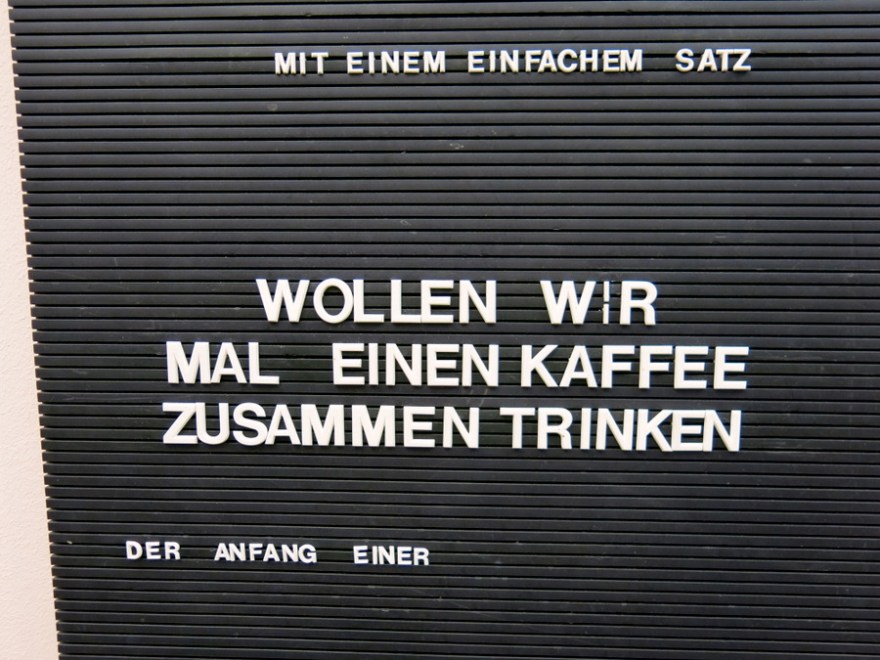 MIT EINEM EINFACHEM SATZ
WOLLEN WIR
MAL EINEN KAFFEE
ZUSAMMEN TRINKEN
DER ANFANG EINER